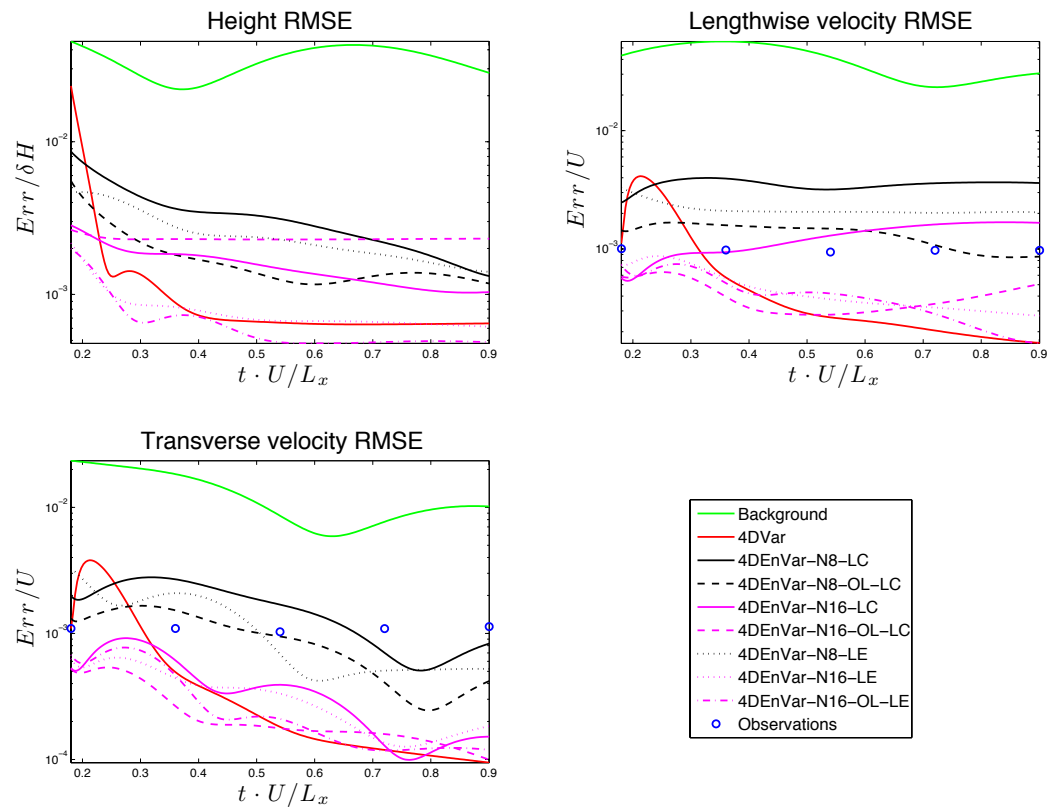 Height RMSE
Err/δH
10⁻²
10⁻³
0.2 0.3 0.4 0.5 0.6 0.7 0.8 0.9
t · U/Lₓ
Lengthwise velocity RMSE
Err/U
10⁻²
10⁻³
0.2 0.3 0.4 0.5 0.6 0.7 0.8 0.9
t · U/Lₓ
Transverse velocity RMSE
Err/U
10⁻²
10⁻³
10⁻⁴
0.2 0.3 0.4 0.5 0.6 0.7 0.8 0.9
t · U/Lₓ
Background
4DVar
4DEnVar−N8−LC
4DEnVar−N8−OL−LC
4DEnVar−N16−LC
4DEnVar−N16−OL−LC
4DEnVar−N8−LE
4DEnVar−N16−LE
4DEnVar−N16−OL−LE
Observations